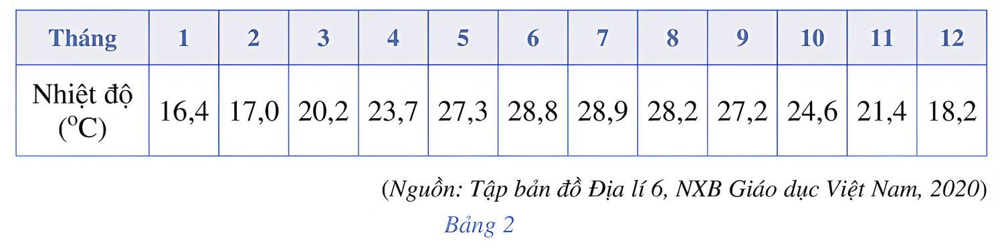 Tháng 1 2 3 4 5 6 7 8 9 10 11 12
Nhiệt độ
(°C) 16,4 17,0 20,2 23,7 27,3 28,8 28,9 28,2 27,2 24,6 21,4 18,2
(Nguồn: Tập bản đồ Địa lí 6, NXB Giáo dục Việt Nam, 2020)
Bảng 2